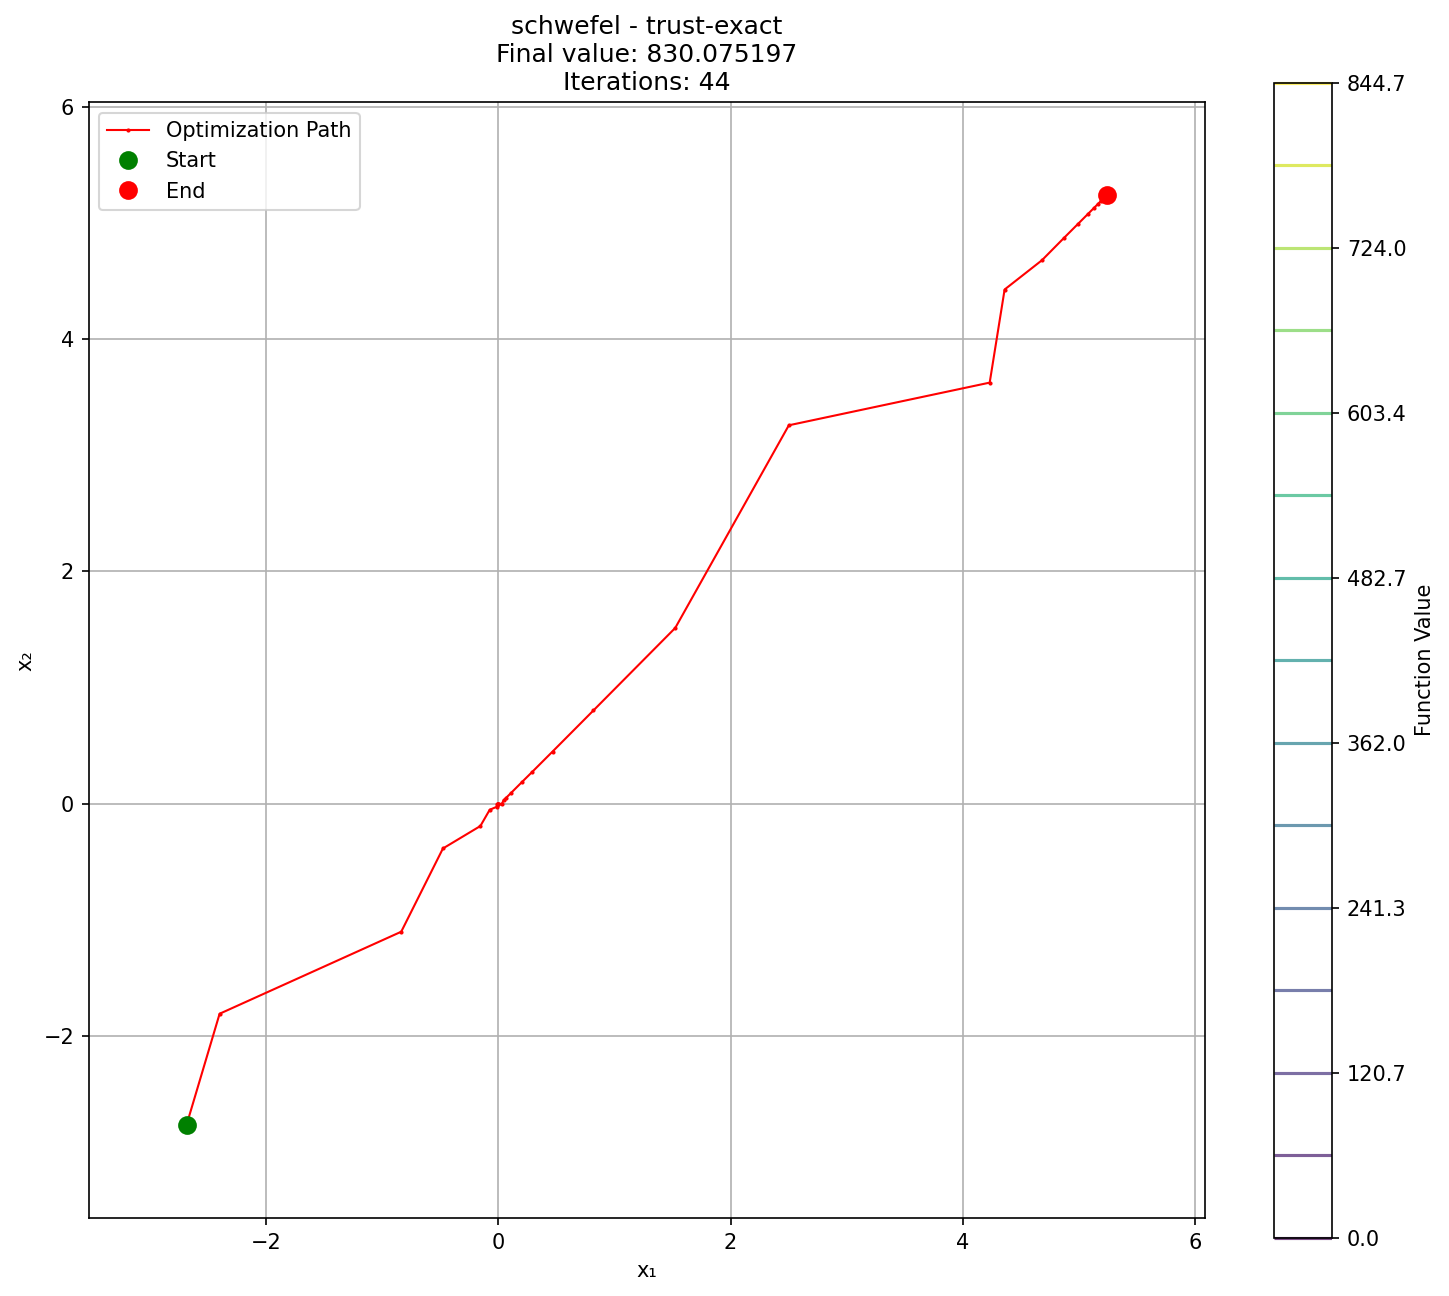 schwefel - trust-exact
Final value: 830.075197
Iterations: 44
Optimization Path
Start
End
6
4
2
0
−2
x₂
−2
0
2
4
6
x₁
844.7
724.0
603.4
482.7
362.0
241.3
120.7
0.0
Function Value